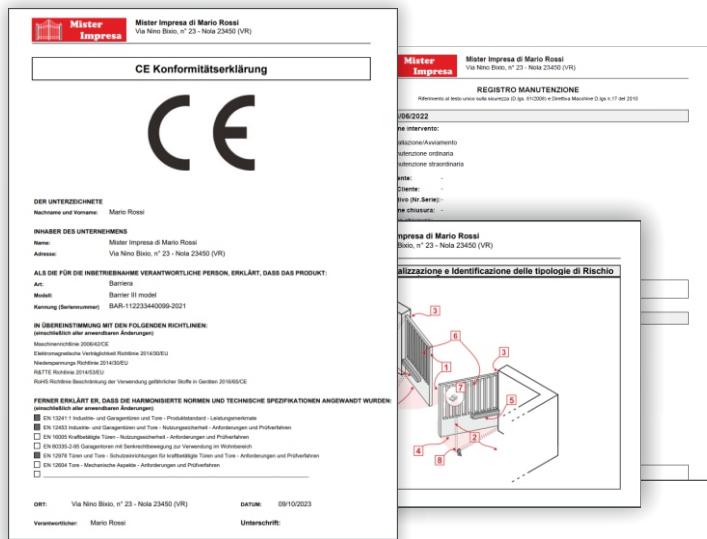 Mister
Impresa
Mister Impresa di Mario Rossi
Via Nino Bixio, n° 23 - Nola 23450 (VR)
CE Konformitätserklärung
CE
DER UNTERZEICHNETE
Nachname und Vorname: Mario Rossi
INHABER DES UNTERNEHMENS
Name: Mister Impresa di Mario Rossi
Adresse: Via Nino Bixio, n° 23 - Nola 23450 (VR)
ALS DIE FÜR DIE INBETRIEBNAHME VERANTWORTLICHE PERSON, ERKLÄRT, DASS DAS PRODUKT:
Art: Barriera
Modell: Barrier III model
Kennung (Seriennummer) BAR-112233440099-2021
IN ÜBEREINSTIMMUNG MIT DEN FOLGENDEN RICHTLINIEN:
(einschließlich aller anwendbaren Änderungen)
Maschinenrichtlinie 2006/42/CE
Elektromagnetische Verträglichkeit Richtlinie 2014/30/EU
Niederspannungs Richtlinie 2014/30/EU
R&TTE Richtlinie 2014/53/EU
RoHS Richtlinie Beschränkung der Verwendung gefährlicher Stoffe in Geräten 2016/65/CE
FERNER ERKLÄRT ER, DASS DIE HARMONISIERTE NORMEN UND TECHNISCHE SPEZIFIKATIONEN ANGEWANDT WURDEN:
(einschließlich aller anwendbaren Änderungen)
EN 13241:1 Industrie- und Garagentüren und Tore - Produktstandard - Leistungsmerkmale
EN 12453 Industrie- und Garagentüren und Tore - Nutzungssicherheit - Anforderungen und Prüfverfahren
EN 16005 Kraftbetätigte Türen - Nutzungssicherheit - Anforderungen und Prüfverfahren
EN 60335-2-95 Garagentoren mit Senkrechtbewegung zur Verwendung im Wohnbereich
EN 12978 Türen und Tore - Schutzeinrichtungen für kraftbetätigte Türen und Tore - Anforderungen und Prüfverfahren
EN 12604 Tore - Mechanische Aspekte - Anforderungen und Prüfverfahren
ORT: Via Nino Bixio, n° 23 - Nola 23450 (VR) DATUM: 09/10/2023
Verantwortlicher: Mario Rossi Unterschrift:
Mister
Impresa
Mister Impresa di Mario Rossi
Via Nino Bixio, n° 23 - Nola 23450 (VR)
REGISTRO MANUTENZIONE
Riferimento al testo unico sulla sicurezza (D.lgs. 81/2008) e Direttiva Macchine D.lgs n.17 del 2010
/06/2022
ne intervento:
allazione/Avviamento
utenzione ordinaria
utenzione straordinaria
ente: -
Cliente: -
tivo (Nr.Serie): -
ne chiusura: -
mpresa di Mario Rossi
Bixio, n° 23 - Nola 23450 (VR)
alizzazione e Identificazione delle tipologie di Rischio
3
6
1
3
7
5
2
4
8